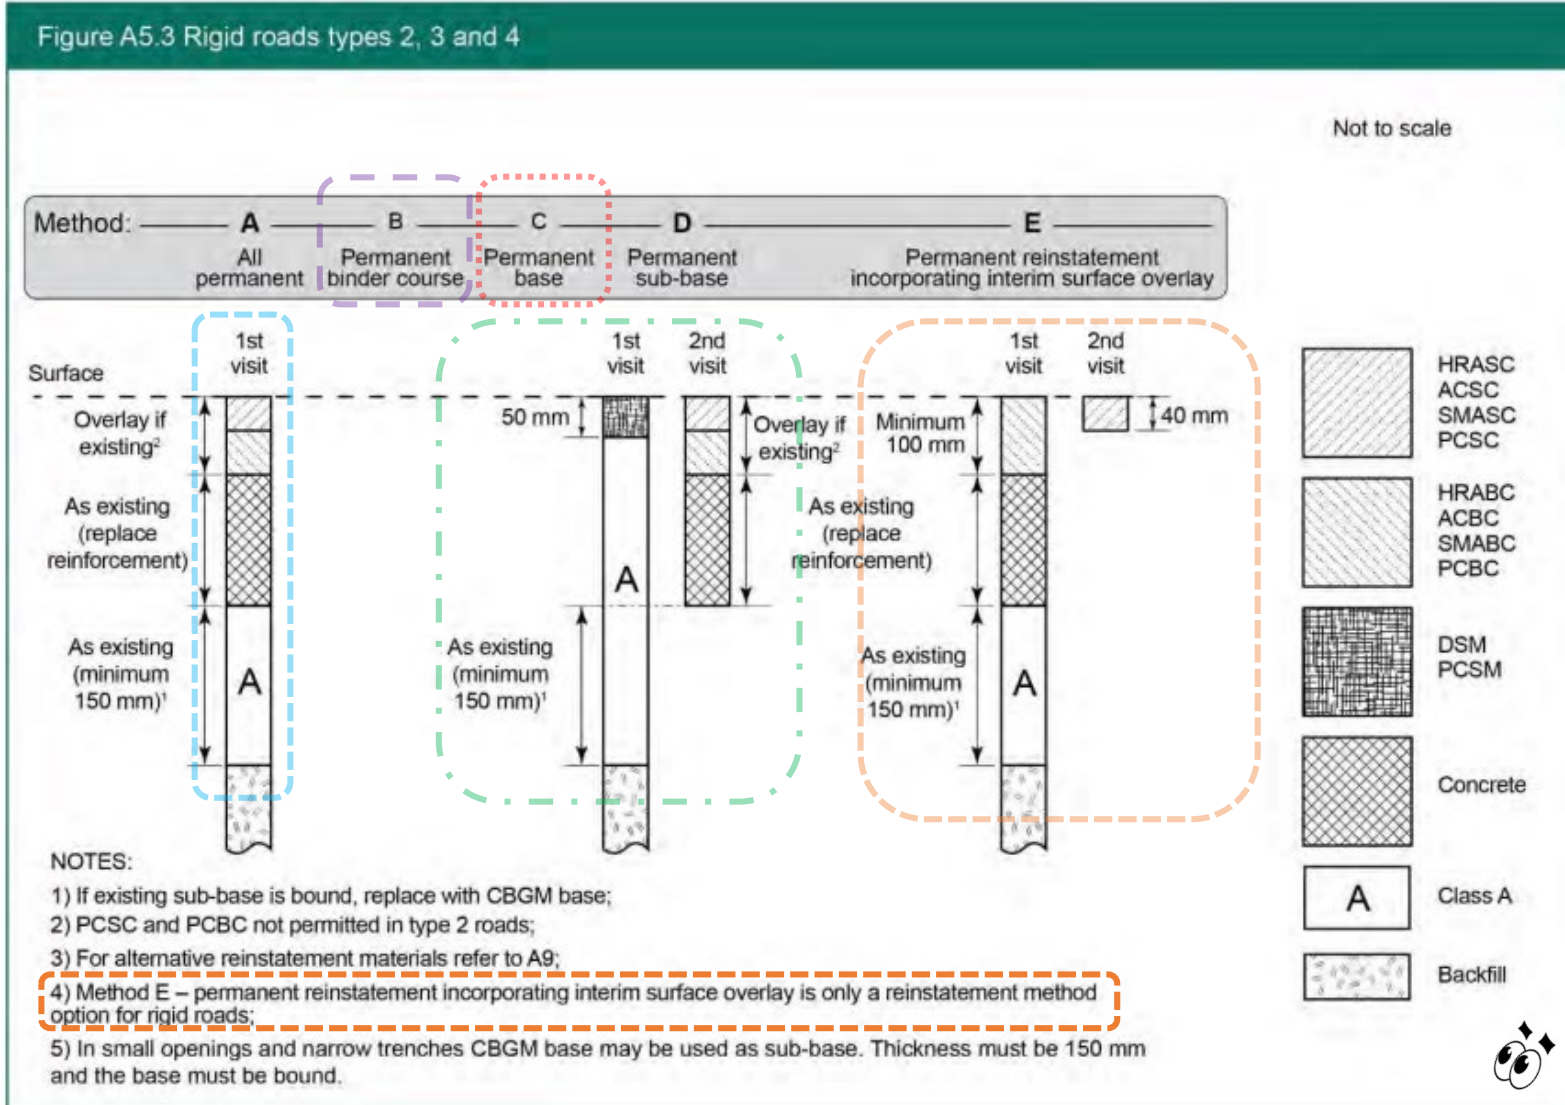 Figure A5.3 Rigid roads types 2, 3 and 4
Not to scale
Method: A B C D E
All permanent
Permanent binder course
Permanent base
Permanent sub-base
Permanent reinstatement incorporating interim surface overlay
Surface
1st visit
Overlay if existing²
As existing (replace reinforcement)
As existing (minimum 150 mm)¹
A
1st visit
2nd visit
50 mm
Overlay if existing²
As existing (replace reinforcement)
A
As existing (minimum 150 mm)¹
1st visit
2nd visit
Minimum 100 mm
40 mm
As existing (minimum 150 mm)¹
A
HRASC
ACSC
SMASC
PCSC
HRABC
ACBC
SMABC
PCBC
DSM
PCSM
Concrete
A
Class A
Backfill
NOTES:
1) If existing sub-base is bound, replace with CBGM base;
2) PCSC and PCBC not permitted in type 2 roads;
3) For alternative reinstatement materials refer to A9;
4) Method E – permanent reinstatement incorporating interim surface overlay is only a reinstatement method
option for rigid roads;
5) In small openings and narrow trenches CBGM base may be used as sub-base. Thickness must be 150 mm
and the base must be bound.